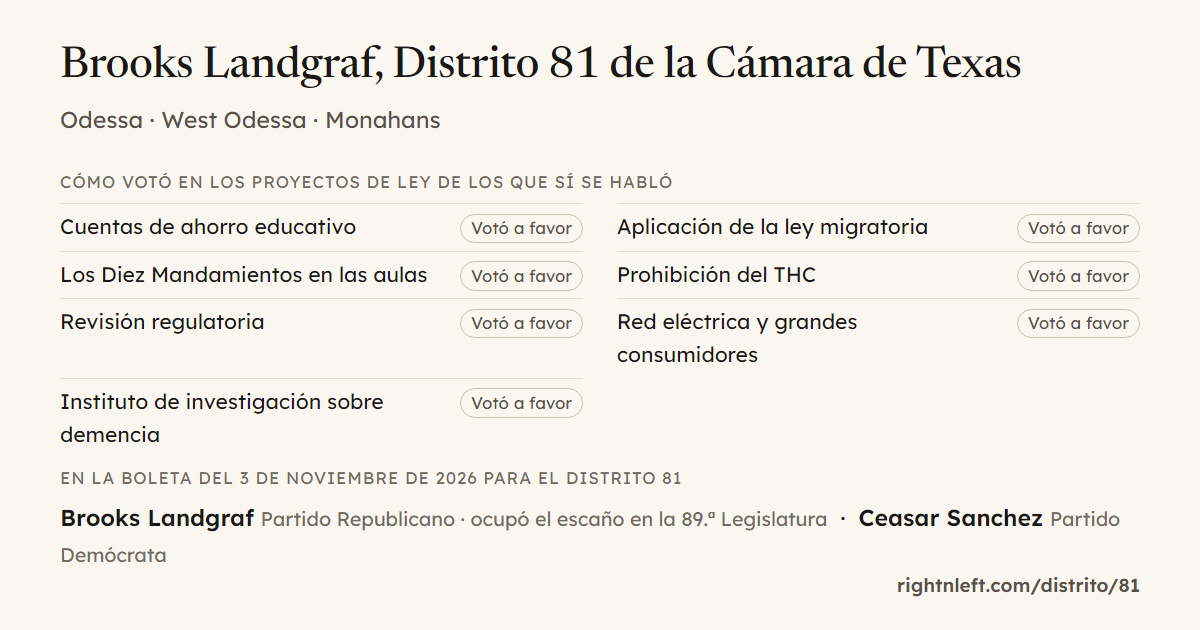 Brooks Landgraf, Distrito 81 de la Cámara de Texas
Odessa · West Odessa · Monahans
CÓMO VOTÓ EN LOS PROYECTOS DE LEY DE LOS QUE SÍ SE HABLÓ
Cuentas de ahorro educativo Votó a favor
Aplicación de la ley migratoria Votó a favor
Los Diez Mandamientos en las aulas Votó a favor
Prohibición del THC Votó a favor
Revisión regulatoria Votó a favor
Red eléctrica y grandes Votó a favor
consumidores
Instituto de investigación sobre Votó a favor
demencia
EN LA BOLETA DEL 3 DE NOVIEMBRE DE 2026 PARA EL DISTRITO 81
Brooks Landgraf Partido Republicano · ocupó el escaño en la 89.ª Legislatura · Ceasar Sanchez Partido
Demócrata
rightnleft.com/distrito/81